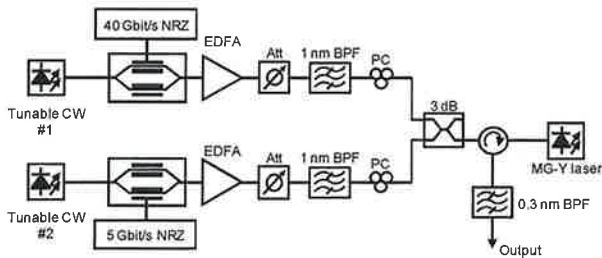 40 Gbit/s NRZ
EDFA
Att
1 nm BPF
PC
Tunable CW
#1
3 dB
EDFA
Att
1 nm BPF
PC
MG-Y laser
Tunable CW
#2
5 Gbit/s NRZ
0.3 nm BPF
Output